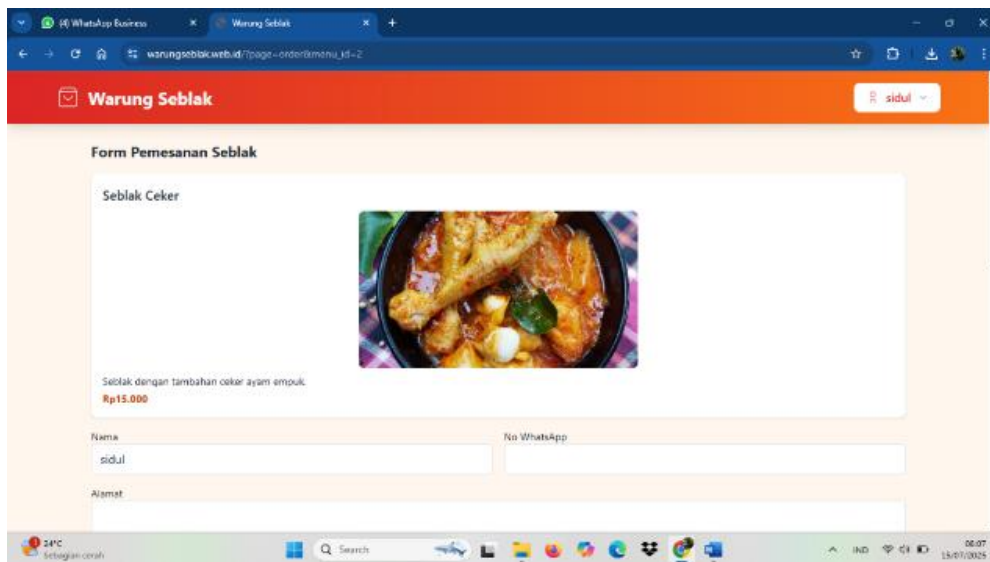 (4) WhatsApp Business
Warung Seblak
warungseblak.web.id/?page=order&menu_id=2
Warung Seblak
sidul
Form Pemesanan Seblak
Seblak Ceker
Seblak dengan tambahan ceker ayam empuk.
Rp15.000
Nama
No WhatsApp
sidul
Alamat
24°C
Sebagian cerah
Search
IND
06:07
15/07/2025